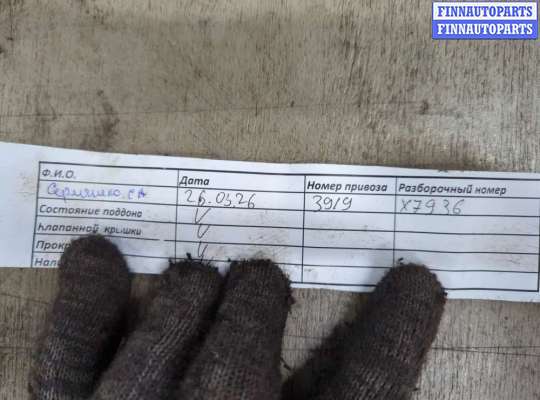 FINNAUTOPARTS
FINNAUTOPARTS
Ф.И.О. Дата Номер привоза Разборочный номер
26.03.26 3919 X7936
Состояние поддона
Клапанной крышки